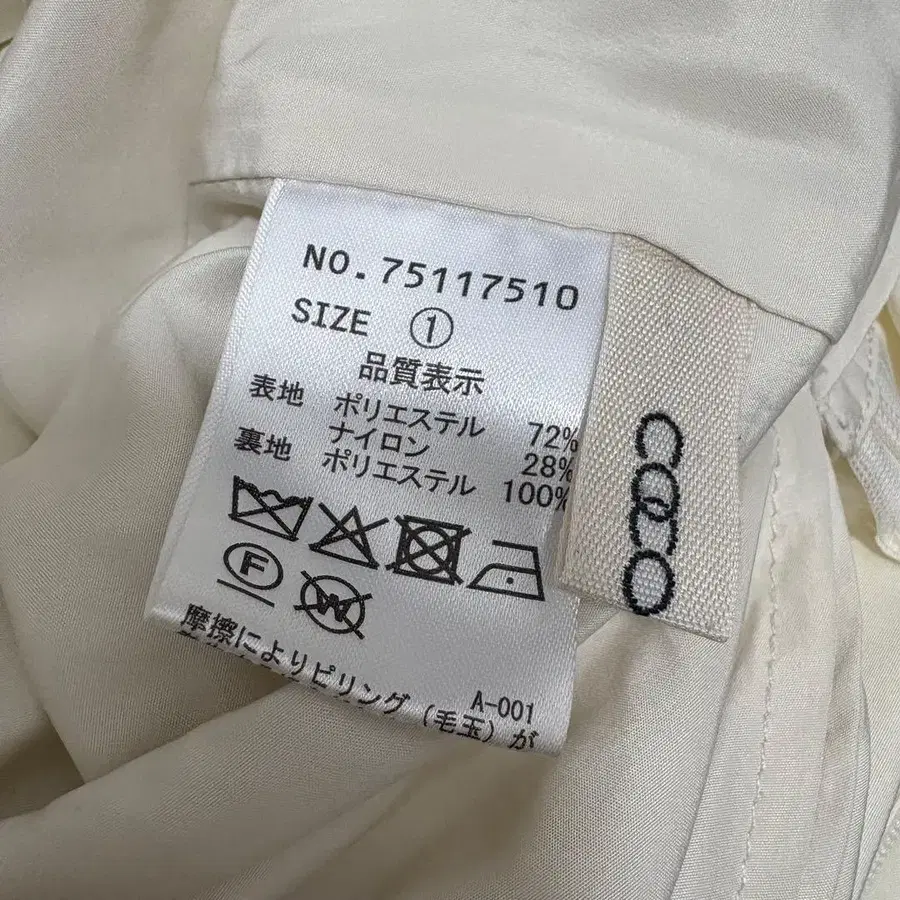 NO.75117510
SIZE ①
品質表示
表地 ポリエステル 72%
ナイロン 28%
裏地 ポリエステル 100%
F
W
摩擦によりピリング（毛玉）が
A-001
COCO